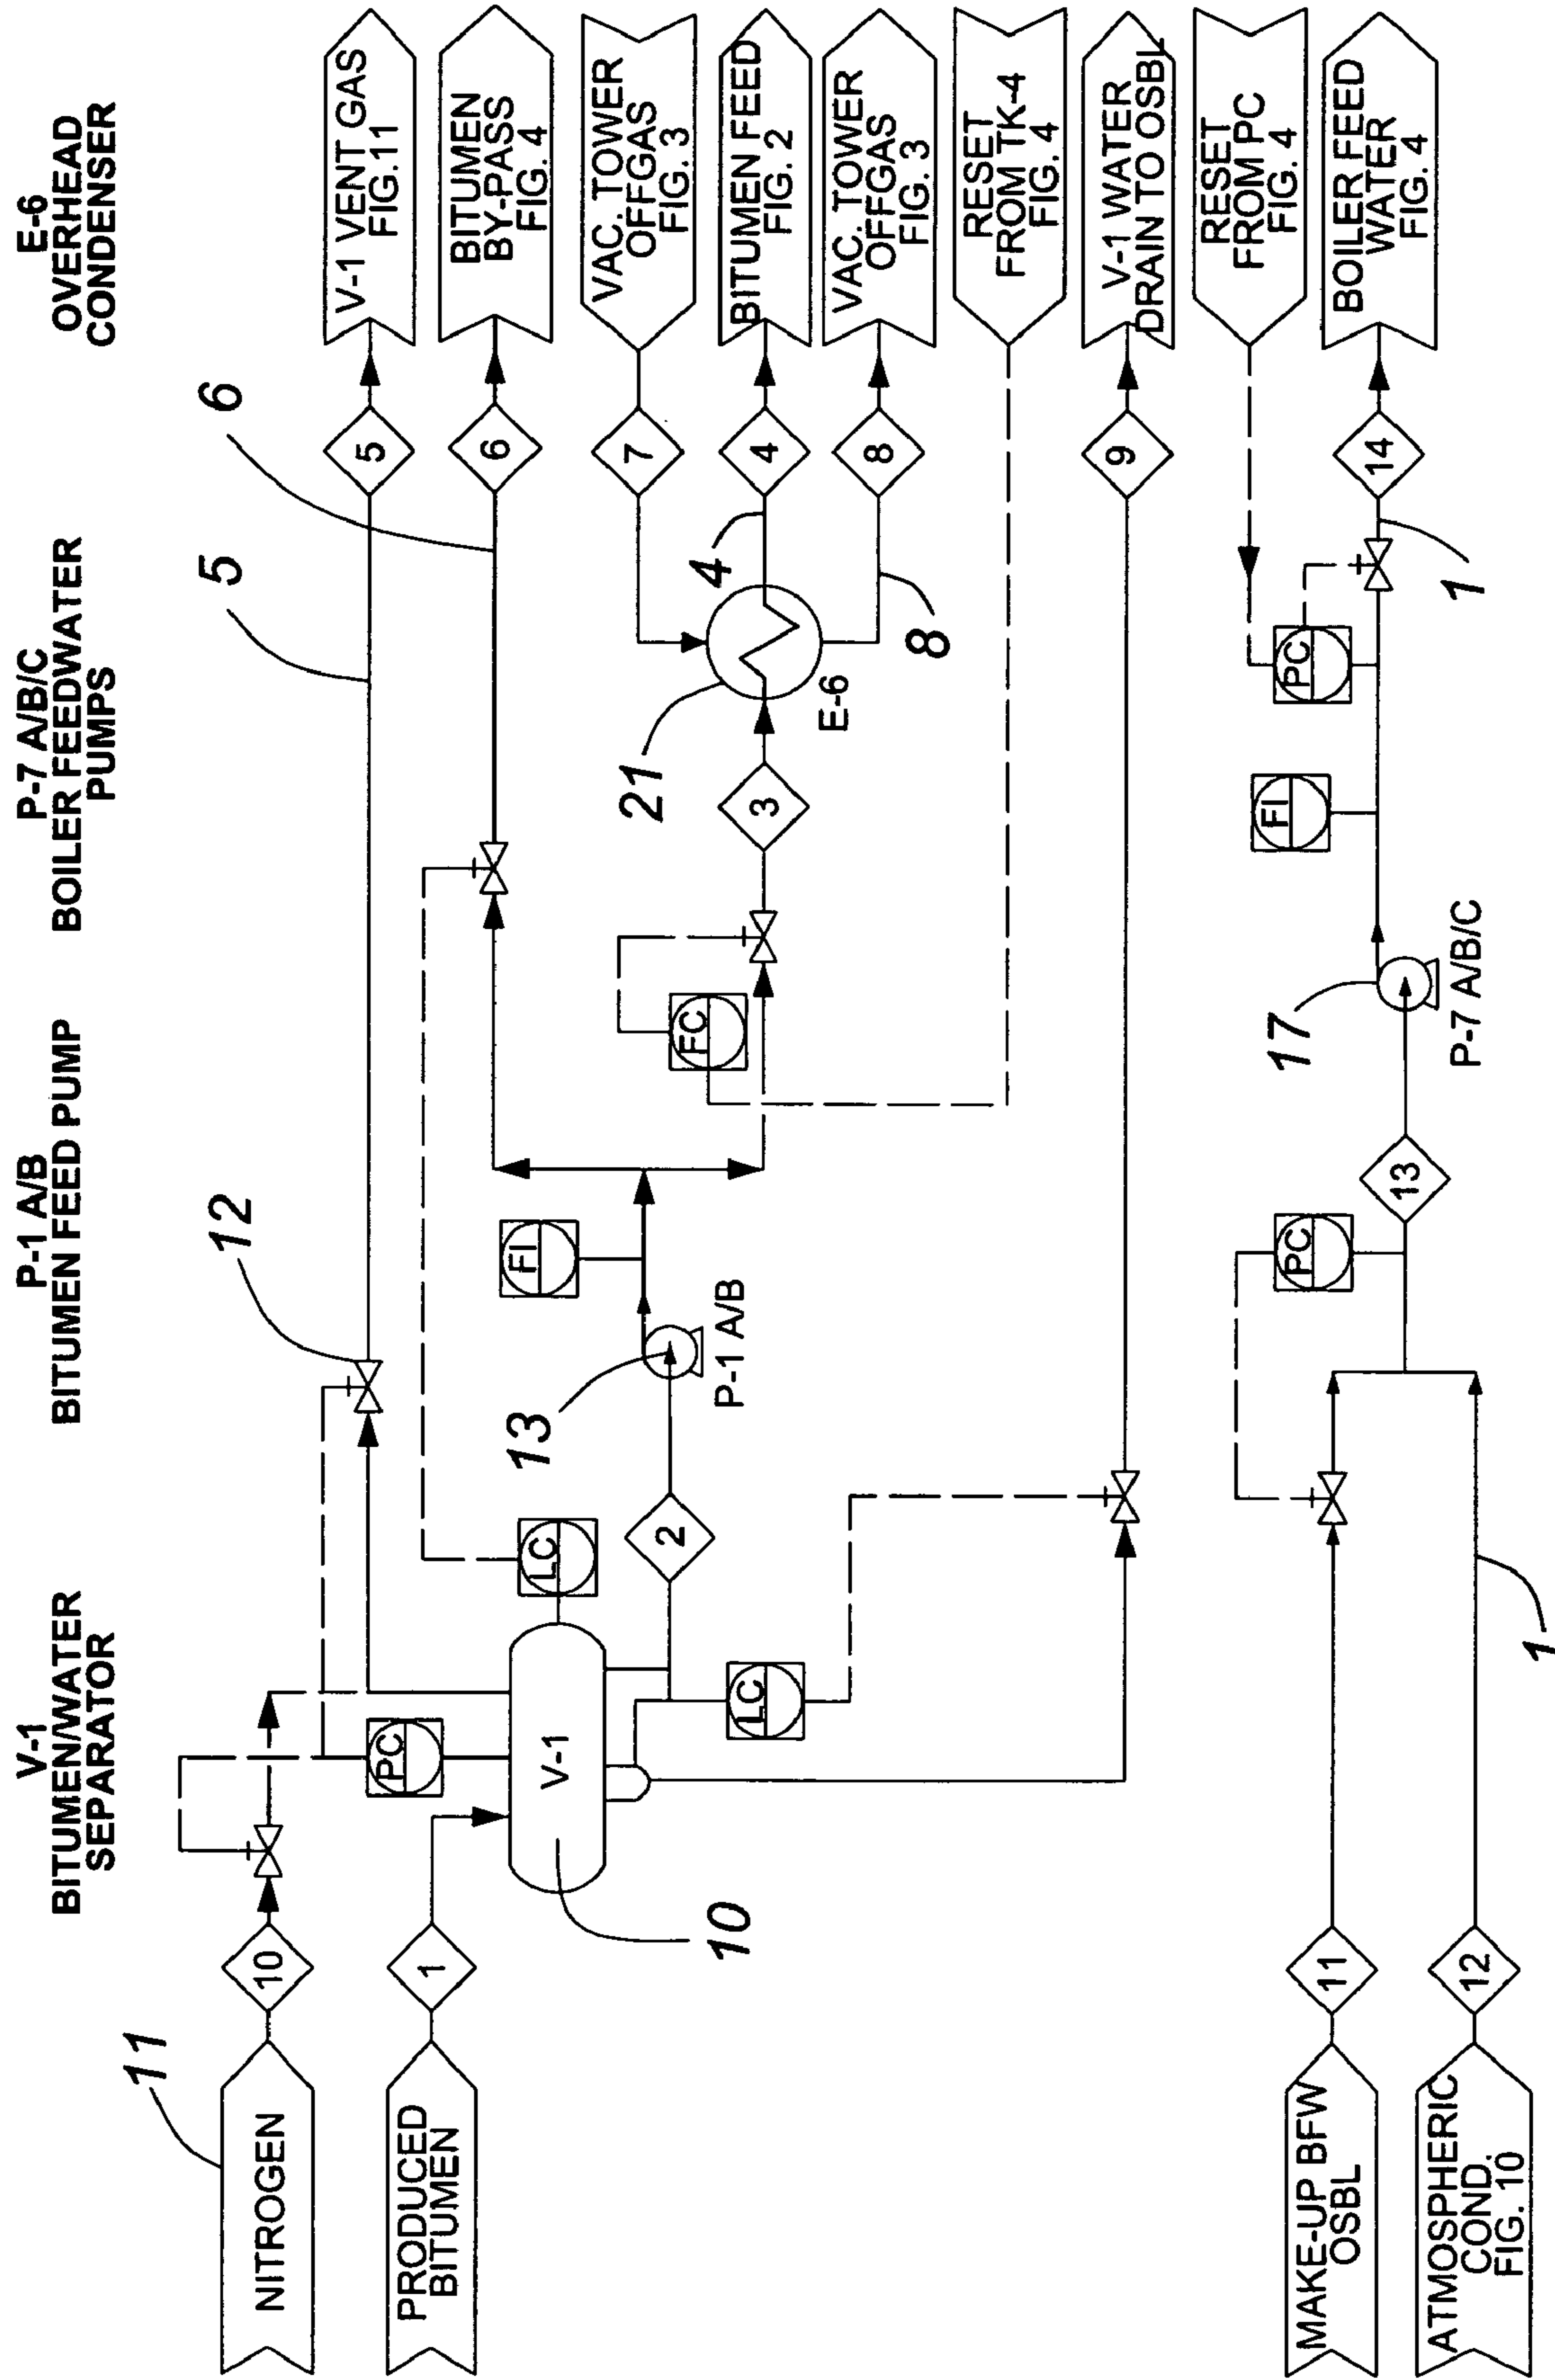 V-1
BITUMEN/WATER
SEPARATOR
P-1 A/B
BITUMEN FEED PUMP
P-7 A/B/C
BOILER FEEDWATER
PUMPS
E-6
OVERHEAD
CONDENSER
11
NITROGEN
10
PC
12
5
5
V-1 VENT GAS
FIG.11
PRODUCED
BITUMEN
1
V-1
10
LC
LC
6
6
BITUMEN
BY-PASS
FIG. 4
2
13
P-1 A/B
FI
FC
3
21
E-6
7
VAC. TOWER
OFFGAS
FIG. 3
4
4
BITUMEN FEED
FIG. 2
8
8
VAC. TOWER
OFFGAS
FIG. 3
RESET
FROM TK-4
FIG. 4
9
V-1 WATER
DRAIN TO OSBL
RESET
FROM PC
FIG. 4
MAKE-UP BFW
OSBL
11
ATMOSPHERIC
COND.
FIG. 10
12
1
PC
13
17
P-7 A/B/C
FI
PC
1
14
BOILER FEED
WATER
FIG. 4